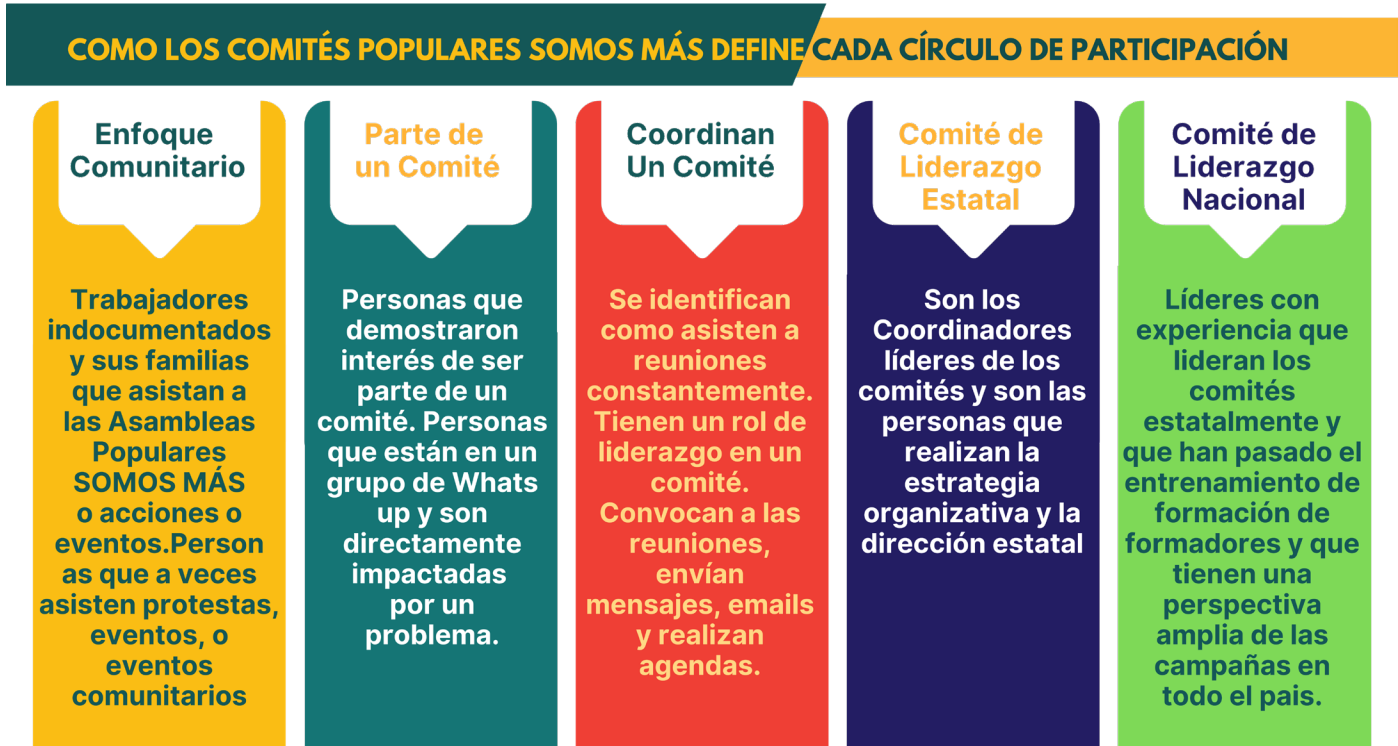 COMO LOS COMITÉS POPULARES SOMOS MÁS DEFINE CADA CÍRCULO DE PARTICIPACIÓN
Enfoque
Comunitario
Trabajadores
indocumentados
y sus familias
que asistan a
las Asambleas
Populares
SOMOS MÁS
o acciones o
eventos.Person
as que a veces
asisten protestas,
eventos, o
eventos
comunitarios
Parte de
un Comité
Personas que
demostraron
interés de ser
parte de un
comité. Personas
que están en un
grupo de Whats
up y son
directamente
impactadas
por un
problema.
Coordinan
Un Comité
Se identifican
como asisten a
reuniones
constantemente.
Tienen un rol de
liderazgo en un
comité.
Convocan a las
reuniones,
envían
mensajes, emails
y realizan
agendas.
Comité de
Liderazgo
Estatal
Son los
Coordinadores
líderes de los
comités y son las
personas que
realizan la
estrategia
organizativa y la
dirección estatal
Comité de
Liderazgo
Nacional
Líderes con
experiencia que
lideran los
comités
estatalmente y
que han pasado el
entrenamiento de
formación de
formadores y que
tienen una
perspectiva
amplia de las
campañas en
todo el pais.